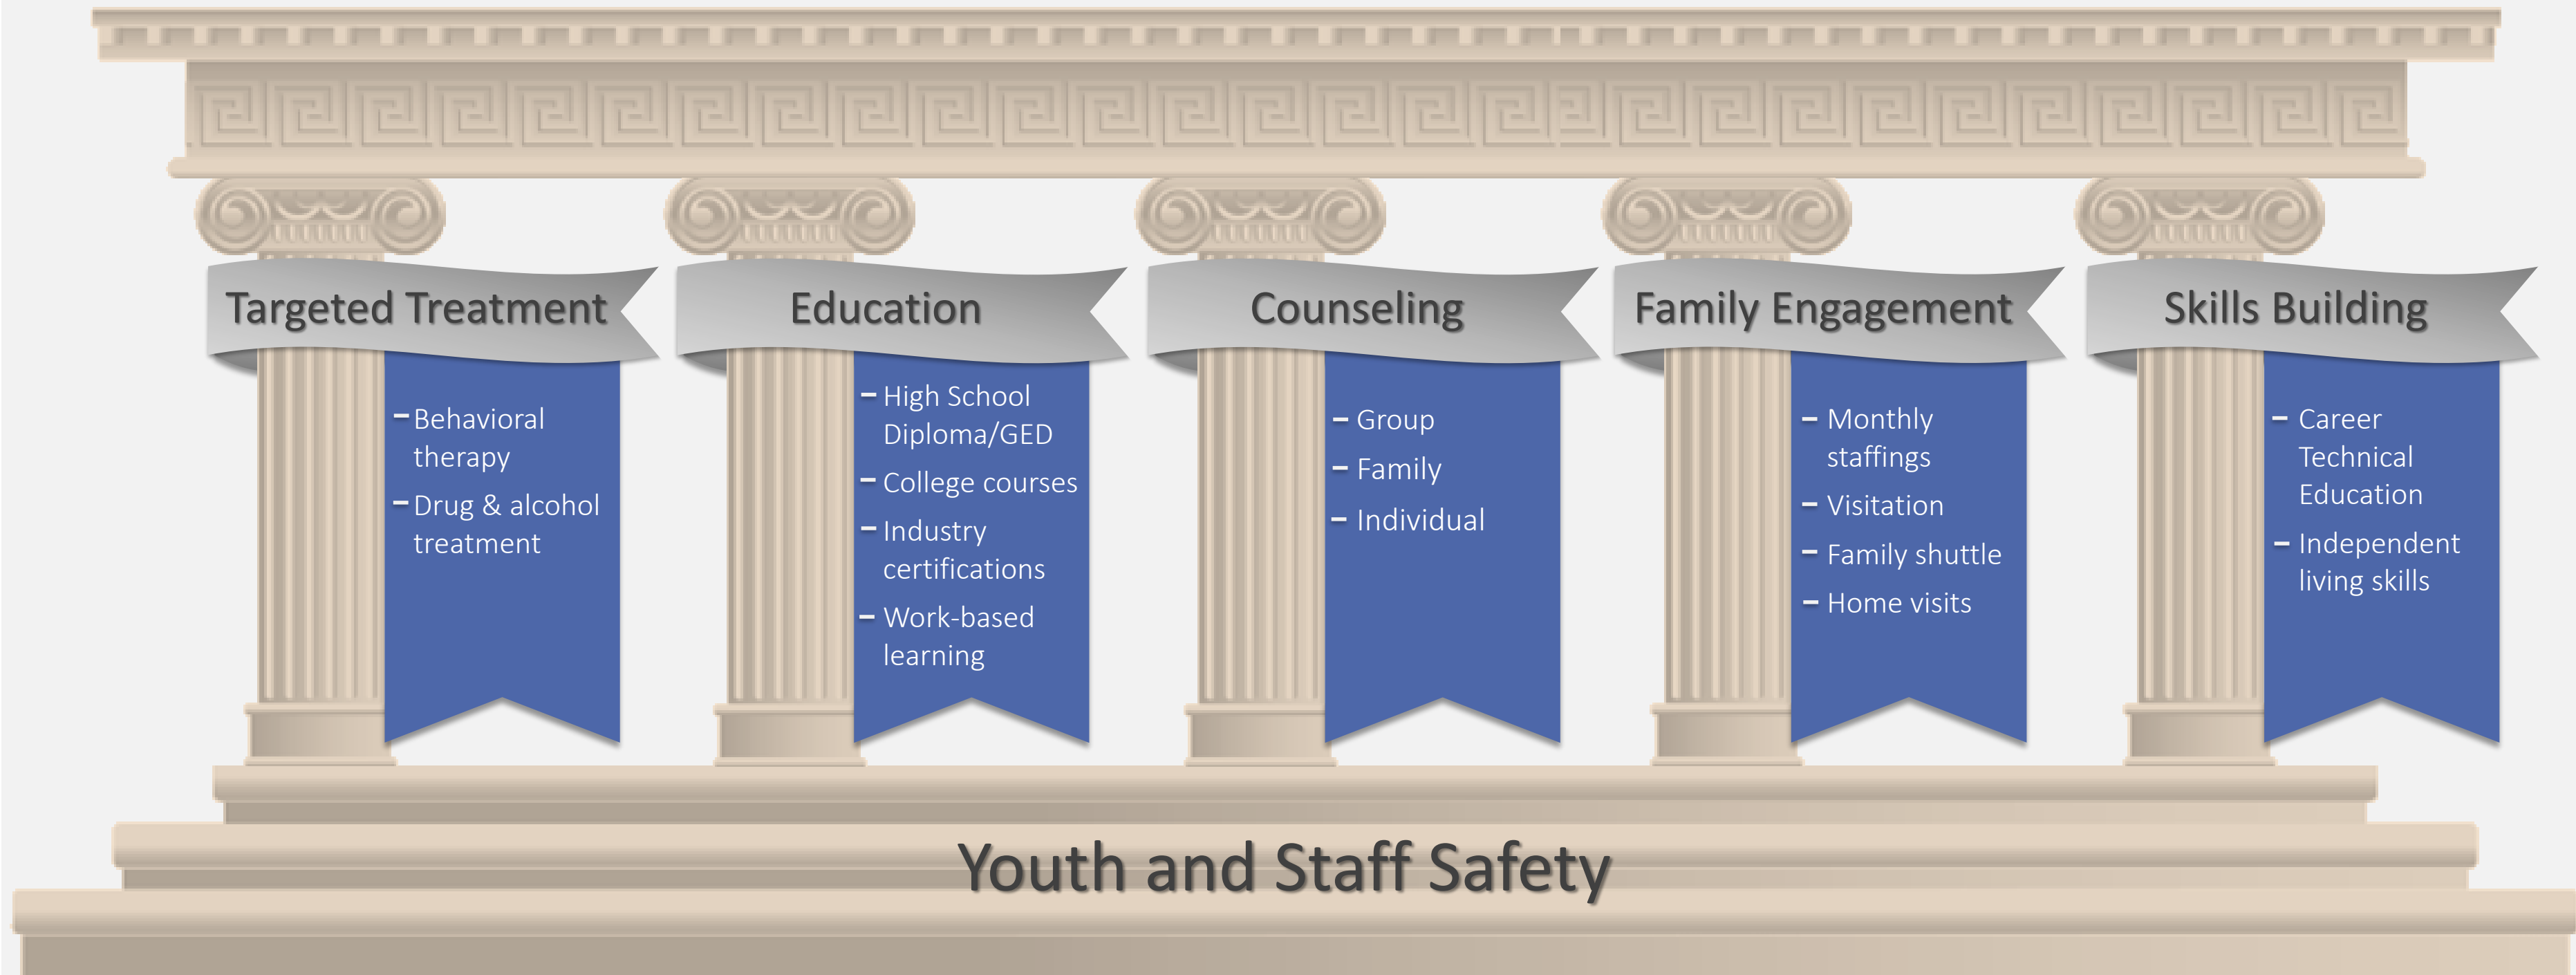 Targeted Treatment
– Behavioral
therapy
– Drug & alcohol
treatment
Education
– High School
Diploma/GED
– College courses
– Industry
certifications
– Work-based
learning
Counseling
– Group
– Family
– Individual
Family Engagement
– Monthly
staffings
– Visitation
– Family shuttle
– Home visits
Skills Building
– Career
Technical
Education
– Independent
living skills
Youth and Staff Safety